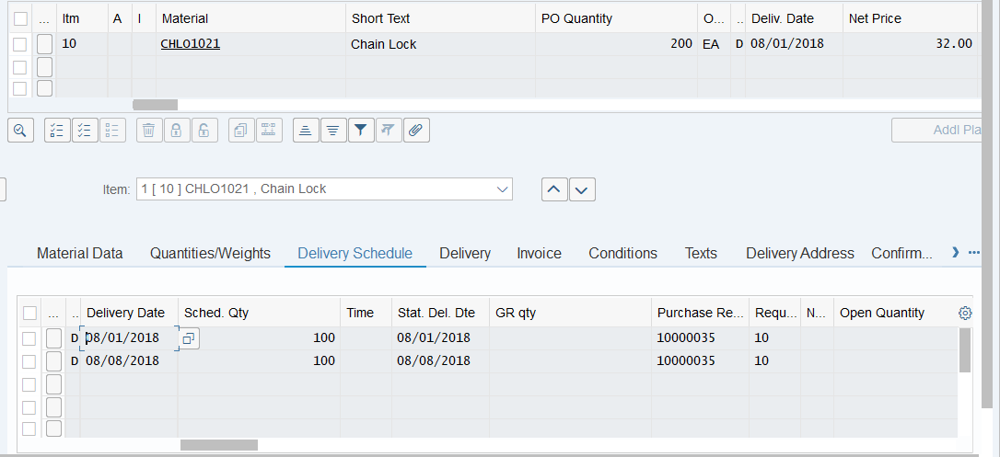 ... Itm A I Material Short Text PO Quantity O... .. Deliv. Date Net Price
10 CHLO1021 Chain Lock 200 EA D 08/01/2018 32.00
Addl Pla
Item: 1 [ 10 ] CHLO1021 , Chain Lock
Material Data Quantities/Weights Delivery Schedule Delivery Invoice Conditions Texts Delivery Address Confirm... ...
... .. Delivery Date Sched. Qty Time Stat. Del. Dte GR qty Purchase Re... Requ... N... Open Quantity
D 08/01/2018 100 08/01/2018 10000035 10
D 08/08/2018 100 08/08/2018 10000035 10